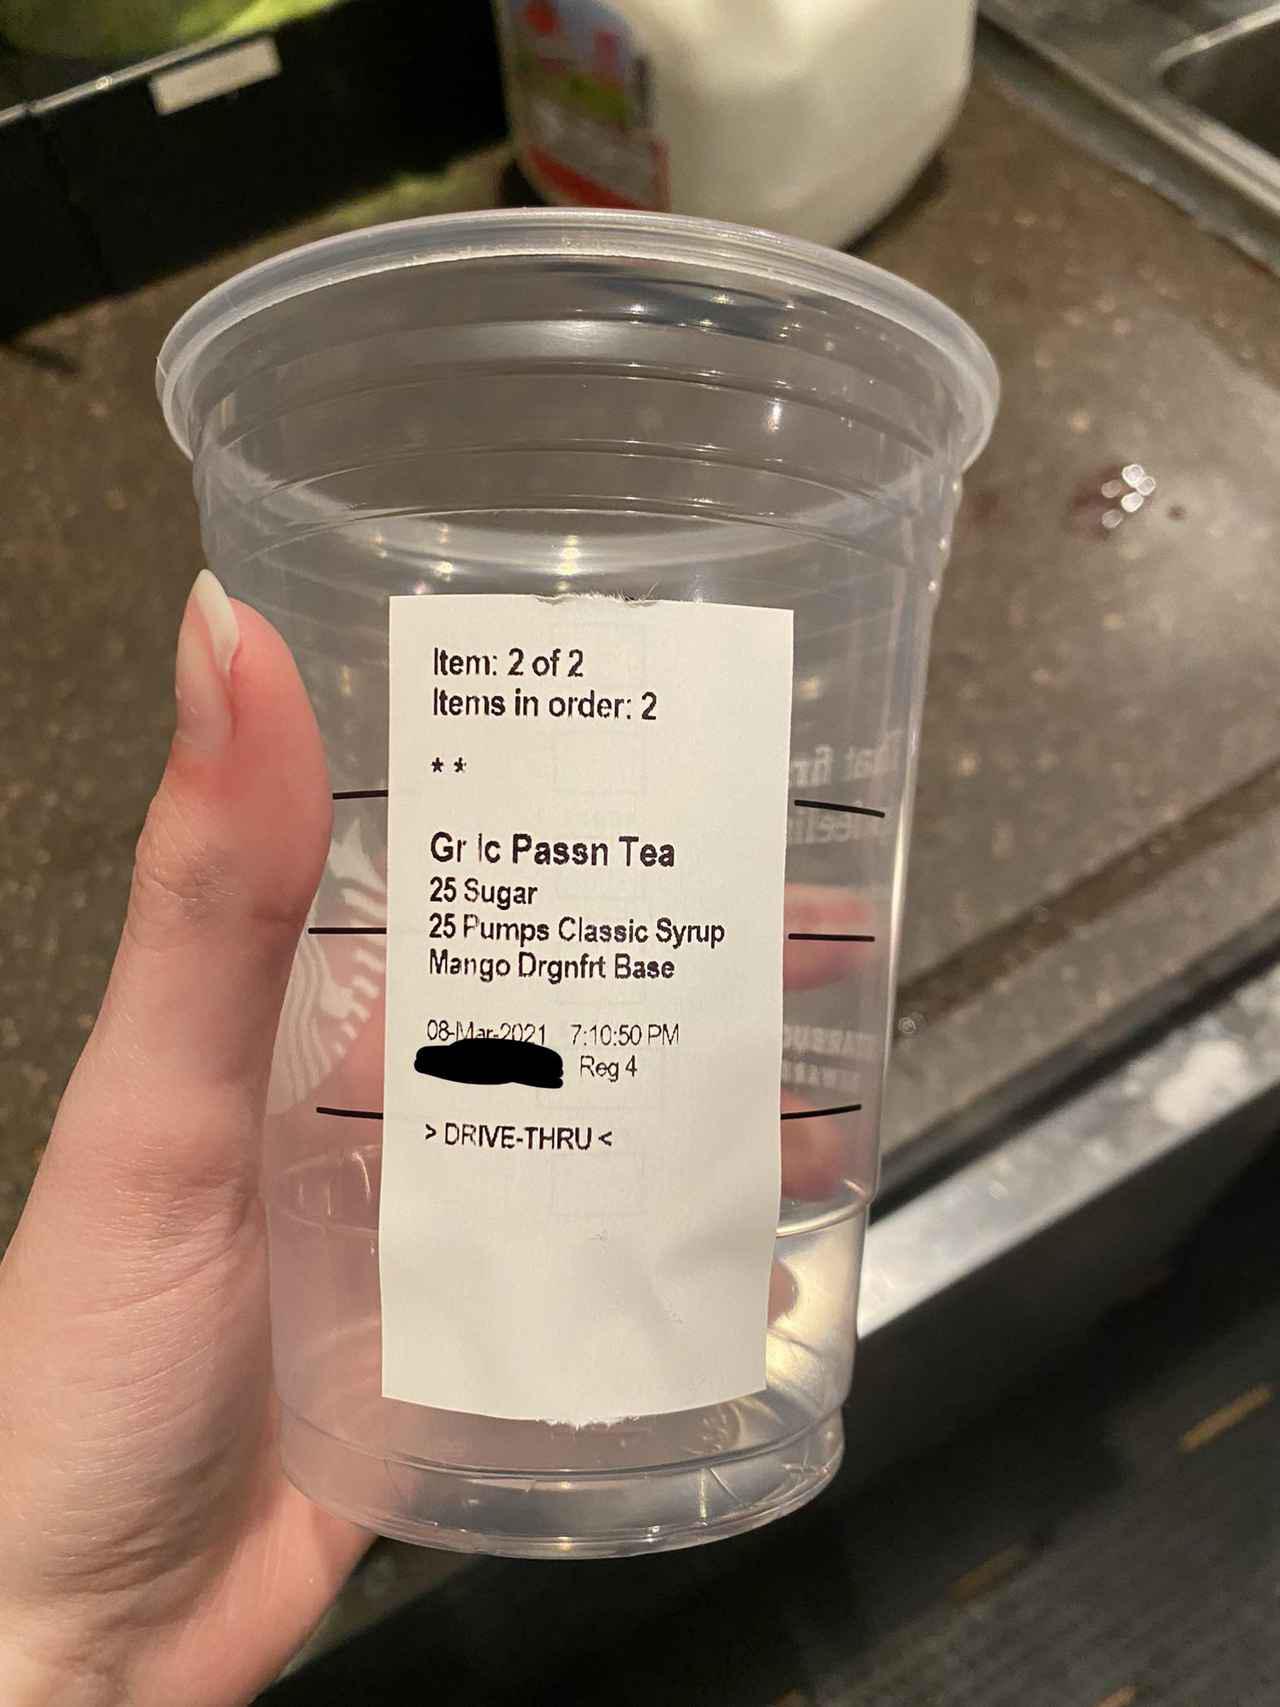 Item: 2 of 2
Items in order: 2
**
Gr Ic Passn Tea
25 Sugar
25 Pumps Classic Syrup
Mango Drgnfrt Base
08-Mar-2021 7:10:50 PM
Reg 4
> DRIVE-THRU <